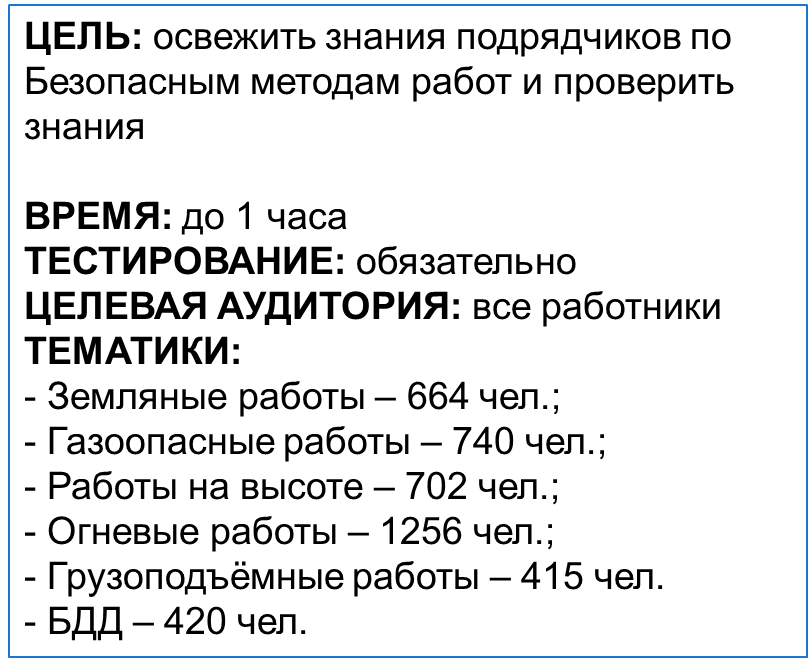 ЦЕЛЬ: освежить знания подрядчиков по
Безопасным методам работ и проверить
знания
ВРЕМЯ: до 1 часа
ТЕСТИРОВАНИЕ: обязательно
ЦЕЛЕВАЯ АУДИТОРИЯ: все работники
ТЕМАТИКИ:
- Земляные работы – 664 чел.;
- Газоопасные работы – 740 чел.;
- Работы на высоте – 702 чел.;
- Огневые работы – 1256 чел.;
- Грузоподъёмные работы – 415 чел.
- БДД – 420 чел.